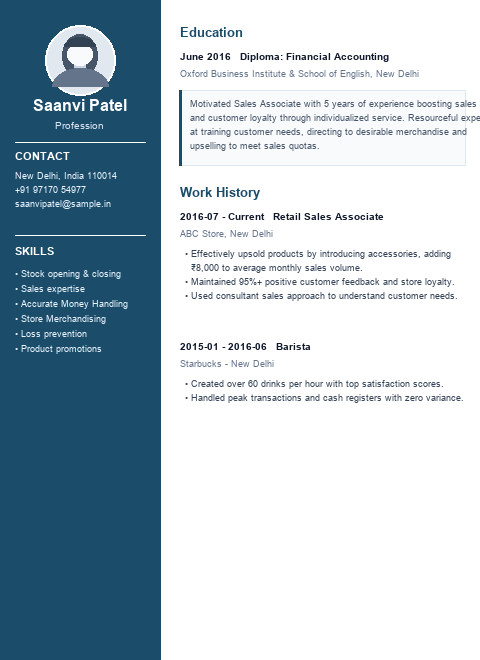 Saanvi Patel
Profession
CONTACT
New Delhi, India 110014
+91 97170 54977
saanvipatel@sample.in
SKILLS
• Stock opening & closing
• Sales expertise
• Accurate Money Handling
• Store Merchandising
• Loss prevention
• Product promotions
Education
June 2016 Diploma: Financial Accounting
Oxford Business Institute & School of English, New Delhi
Motivated Sales Associate with 5 years of experience boosting sales
and customer loyalty through individualized service. Resourceful expe
at training customer needs, directing to desirable merchandise and
upselling to meet sales quotas.
Work History
2016-07 - Current Retail Sales Associate
ABC Store, New Delhi
• Effectively upsold products by introducing accessories, adding
₹8,000 to average monthly sales volume.
• Maintained 95%+ positive customer feedback and store loyalty.
• Used consultant sales approach to understand customer needs.
2015-01 - 2016-06 Barista
Starbucks - New Delhi
• Created over 60 drinks per hour with top satisfaction scores.
• Handled peak transactions and cash registers with zero variance.